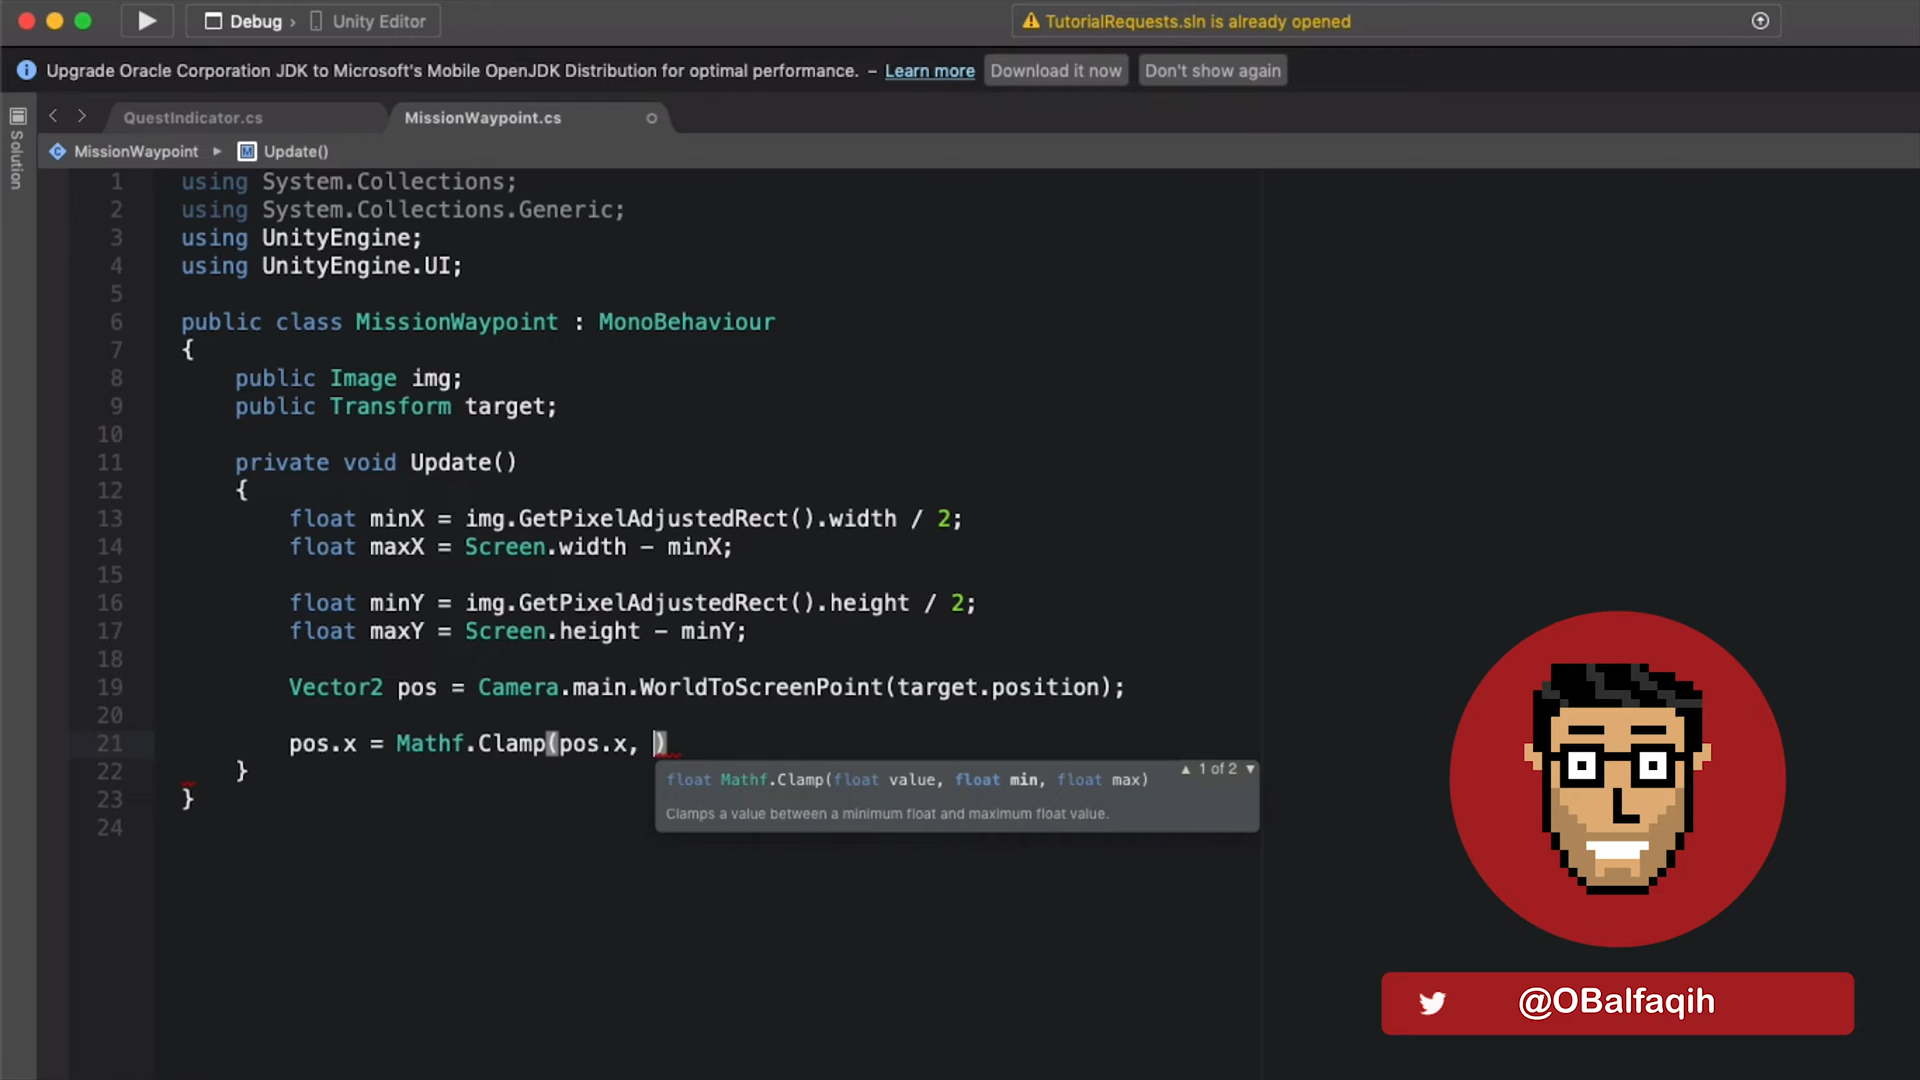 Debug › Unity Editor
TutorialRequests.sln is already opened
Upgrade Oracle Corporation JDK to Microsoft's Mobile OpenJDK Distribution for optimal performance. – Learn more Download it now Don't show again
Solution
QuestIndicator.cs MissionWaypoint.cs
MissionWaypoint ▸ M Update()
1 using System.Collections;
2 using System.Collections.Generic;
3 using UnityEngine;
4 using UnityEngine.UI;
5
6 public class MissionWaypoint : MonoBehaviour
7 {
8 public Image img;
9 public Transform target;
10
11 private void Update()
12 {
13 float minX = img.GetPixelAdjustedRect().width / 2;
14 float maxX = Screen.width - minX;
15
16 float minY = img.GetPixelAdjustedRect().height / 2;
17 float maxY = Screen.height - minY;
18
19 Vector2 pos = Camera.main.WorldToScreenPoint(target.position);
20
21 pos.x = Mathf.Clamp(pos.x, )
22 }
23 }
24
float Mathf.Clamp(float value, float min, float max) ▲ 1 of 2 ▼
Clamps a value between a minimum float and maximum float value.
@OBalfaqih